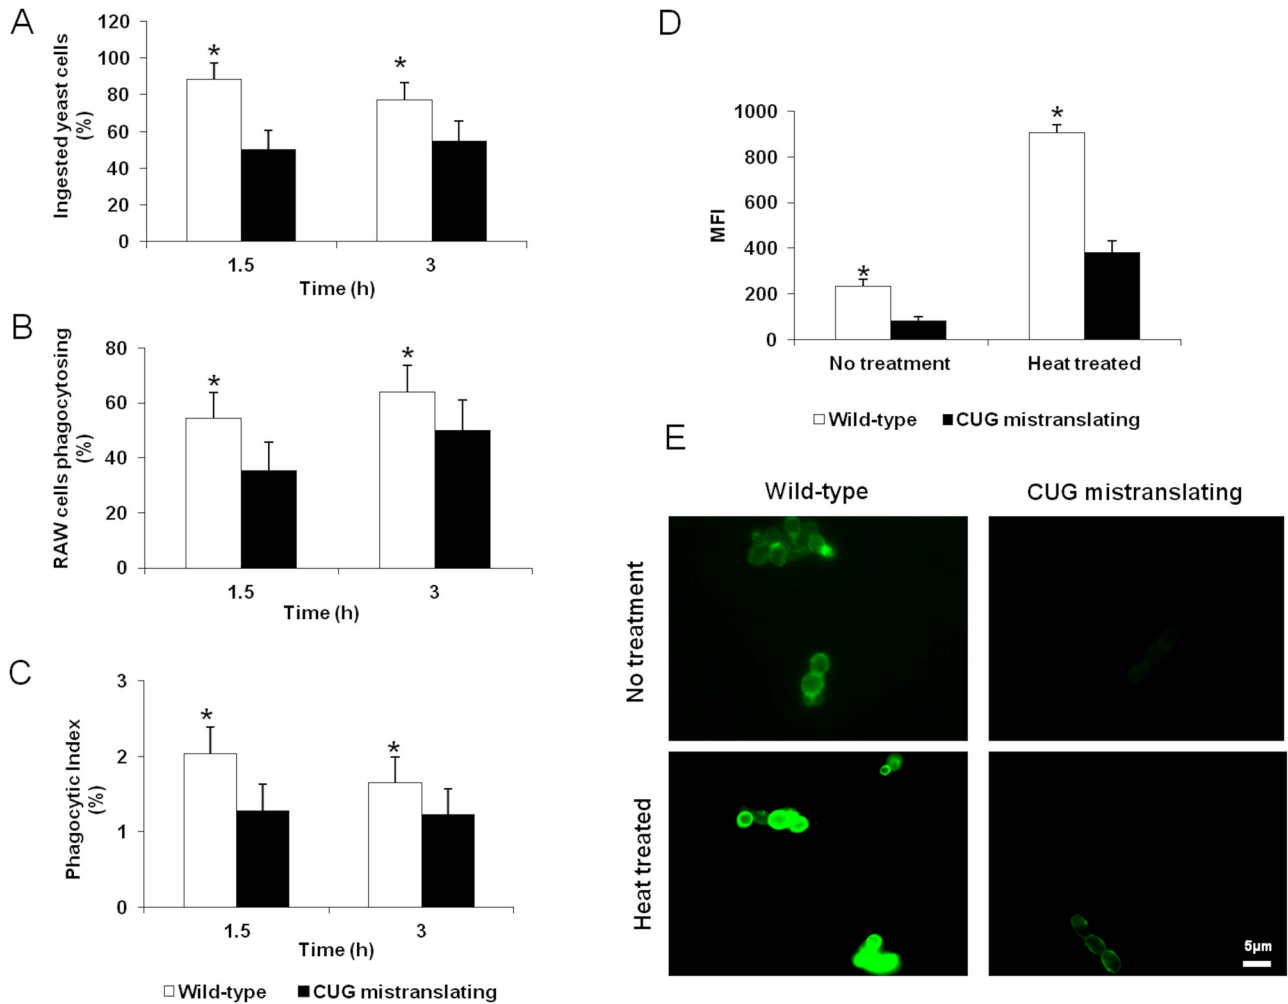 A
120
100
80
60
40
20
0
Ingested yeast cells
(%)
*
*
1.5
3
Time (h)
B
80
60
40
20
0
RAW cells phagocytosing
(%)
*
*
1.5
3
Time (h)
C
3
2
1
0
Phagocytic Index
(%)
*
*
1.5
3
Time (h)
Wild-type
CUG mistranslating
D
1000
800
600
400
200
0
MFI
*
*
No treatment
Heat treated
Wild-type
CUG mistranslating
E
Wild-type
CUG mistranslating
No treatment
Heat treated
5µm